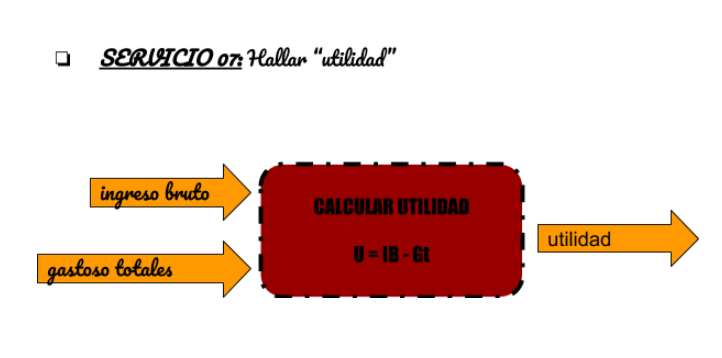 SERVICIO 07: Hallar “utilidad”
ingreso bruto
CALCULAR UTILIDAD
U = IB - Gt
utilidad
gastoso totales